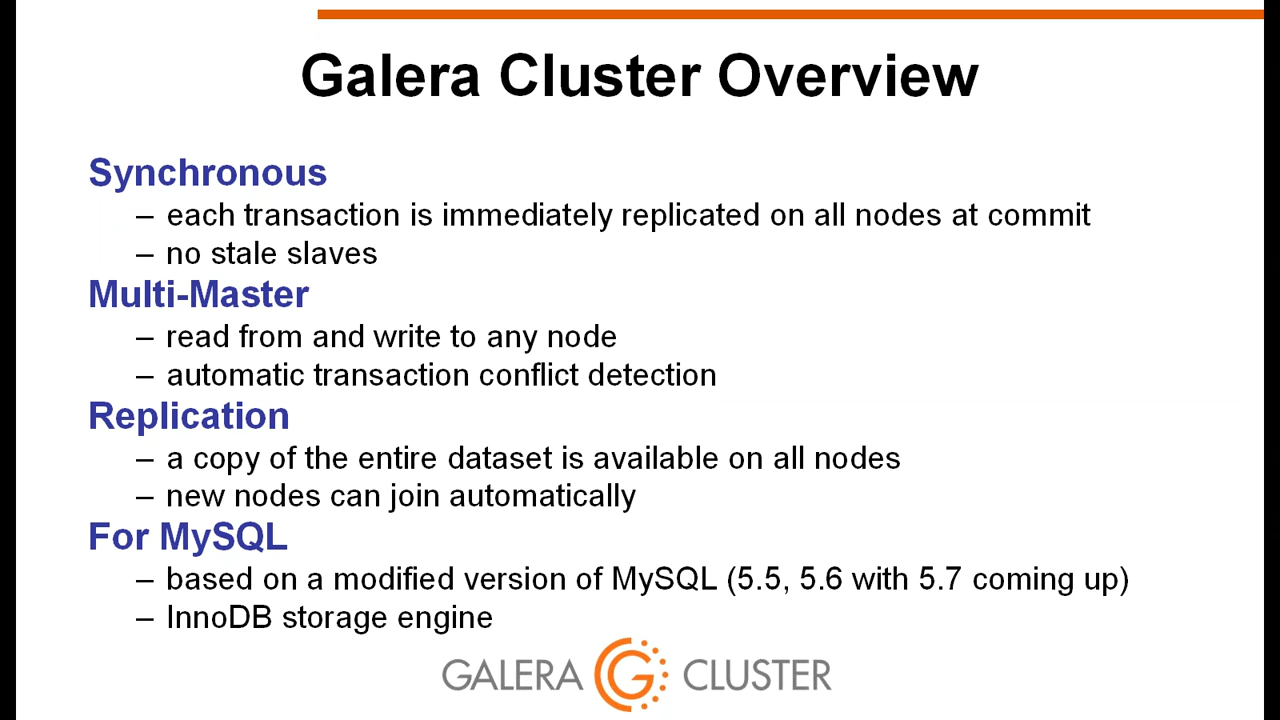 Galera Cluster Overview
Synchronous
– each transaction is immediately replicated on all nodes at commit
– no stale slaves
Multi-Master
– read from and write to any node
– automatic transaction conflict detection
Replication
– a copy of the entire dataset is available on all nodes
– new nodes can join automatically
For MySQL
– based on a modified version of MySQL (5.5, 5.6 with 5.7 coming up)
– InnoDB storage engine
GALERA CLUSTER